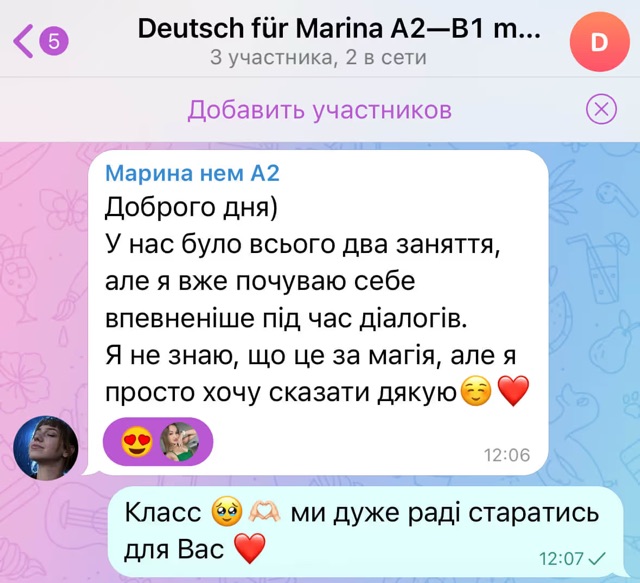 5
Deutsch für Marina A2—B1 m...
D
3 участника, 2 в сети
Добавить участников
Марина нем А2
Доброго дня)
У нас було всього два заняття,
але я вже почуваю себе
впевненіше під час діалогів.
Я не знаю, що це за магія, але я
просто хочу сказати дякую☺️❤️
😍
12:06
Класс 🥹🫶🏻 ми дуже раді старатись
для Вас ❤️
12:07 ✓